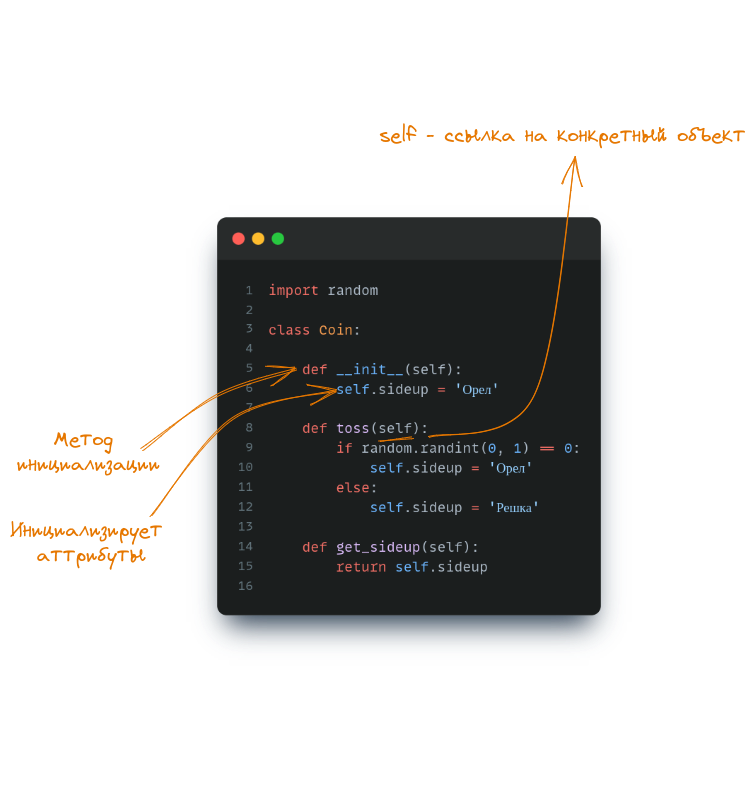 self - ссылка на конкретный объект
1 import random
2
3 class Coin:
4
5     def __init__(self):
6         self.sideup = 'Орел'
7
8     def toss(self):
9         if random.randint(0, 1) == 0:
10             self.sideup = 'Орел'
11         else:
12             self.sideup = 'Решка'
13
14     def get_sideup(self):
15         return self.sideup
16
Метод
инициализации
Инициализирует
аттрибуты